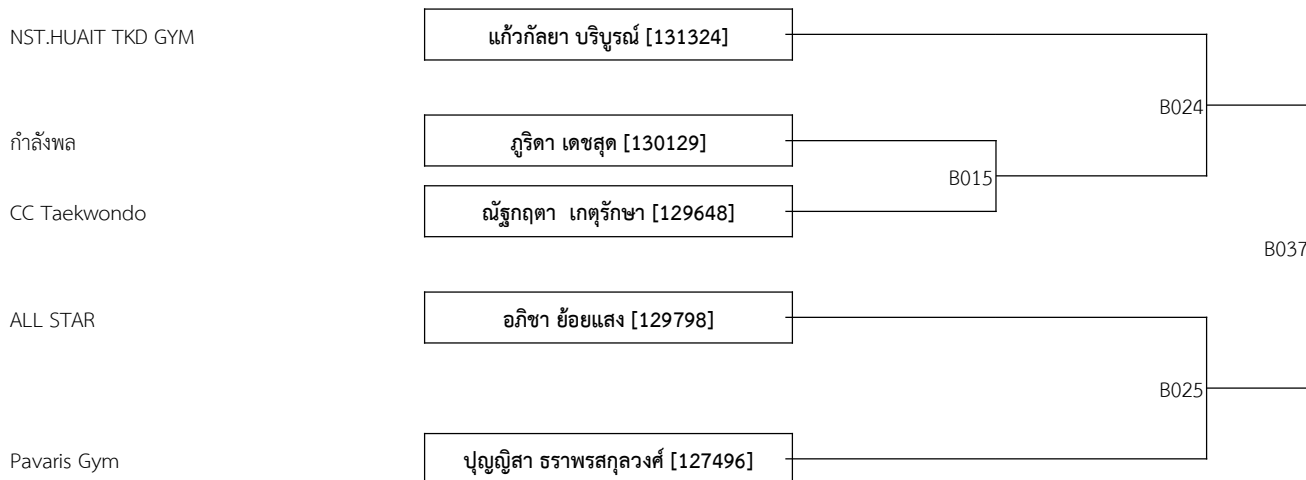 NST.HUAIT TKD GYM แก้วกัลยา บริบูรณ์ [131324]
B024
กำลังพล ภูริดา เดชสุด [130129]
B015
CC Taekwondo ณัฐกฤตา เกตุรักษา [129648]
B037
ALL STAR อภิชา ย้อยแสง [129798]
B025
Pavaris Gym ปุญญิสา ธราพรสกุลวงศ์ [127496]